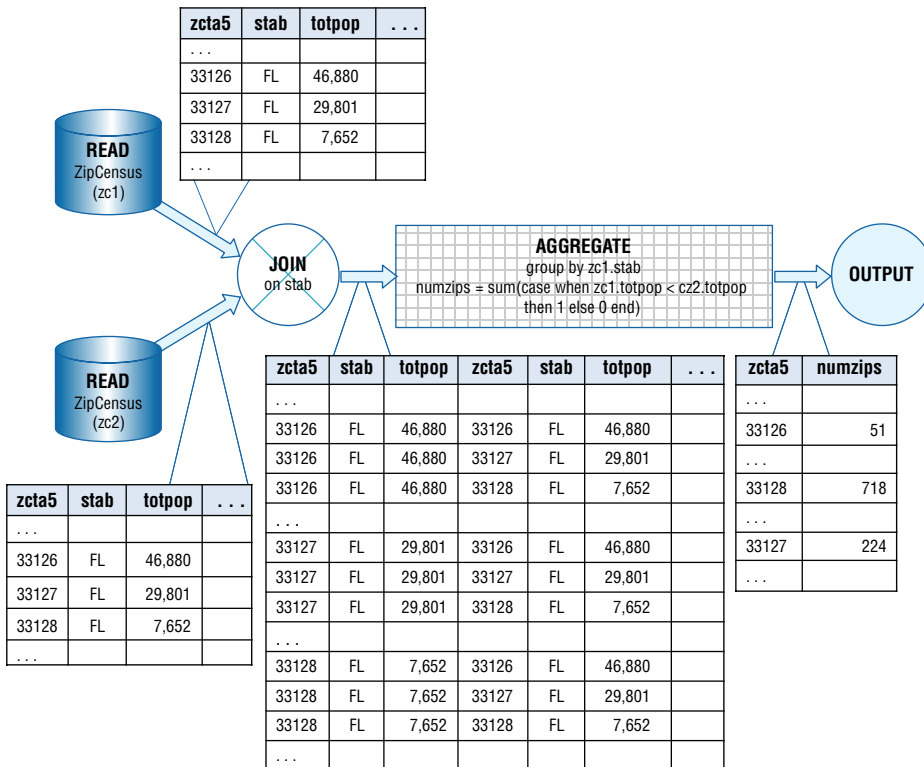 zcta5 stab totpop . . .
. . .
33126 FL 46,880
33127 FL 29,801
33128 FL 7,652
. . .
READ
ZipCensus
(zc1)
JOIN
on stab
AGGREGATE
group by zc1.stab
numzips = sum(case when zc1.totpop < cz2.totpop
then 1 else 0 end)
OUTPUT
READ
ZipCensus
(zc2)
zcta5 stab totpop . . .
. . .
33126 FL 46,880
33127 FL 29,801
33128 FL 7,652
. . .
zcta5 stab totpop zcta5 stab totpop . . .
. . .
33126 FL 46,880 33126 FL 46,880
33126 FL 46,880 33127 FL 29,801
33126 FL 46,880 33128 FL 7,652
. . .
33127 FL 29,801 33126 FL 46,880
33127 FL 29,801 33127 FL 29,801
33127 FL 29,801 33128 FL 7,652
. . .
33128 FL 7,652 33126 FL 46,880
33128 FL 7,652 33127 FL 29,801
33128 FL 7,652 33128 FL 7,652
. . .
zcta5 numzips
. . .
33126 51
. . .
33128 718
. . .
33127 224
. . .